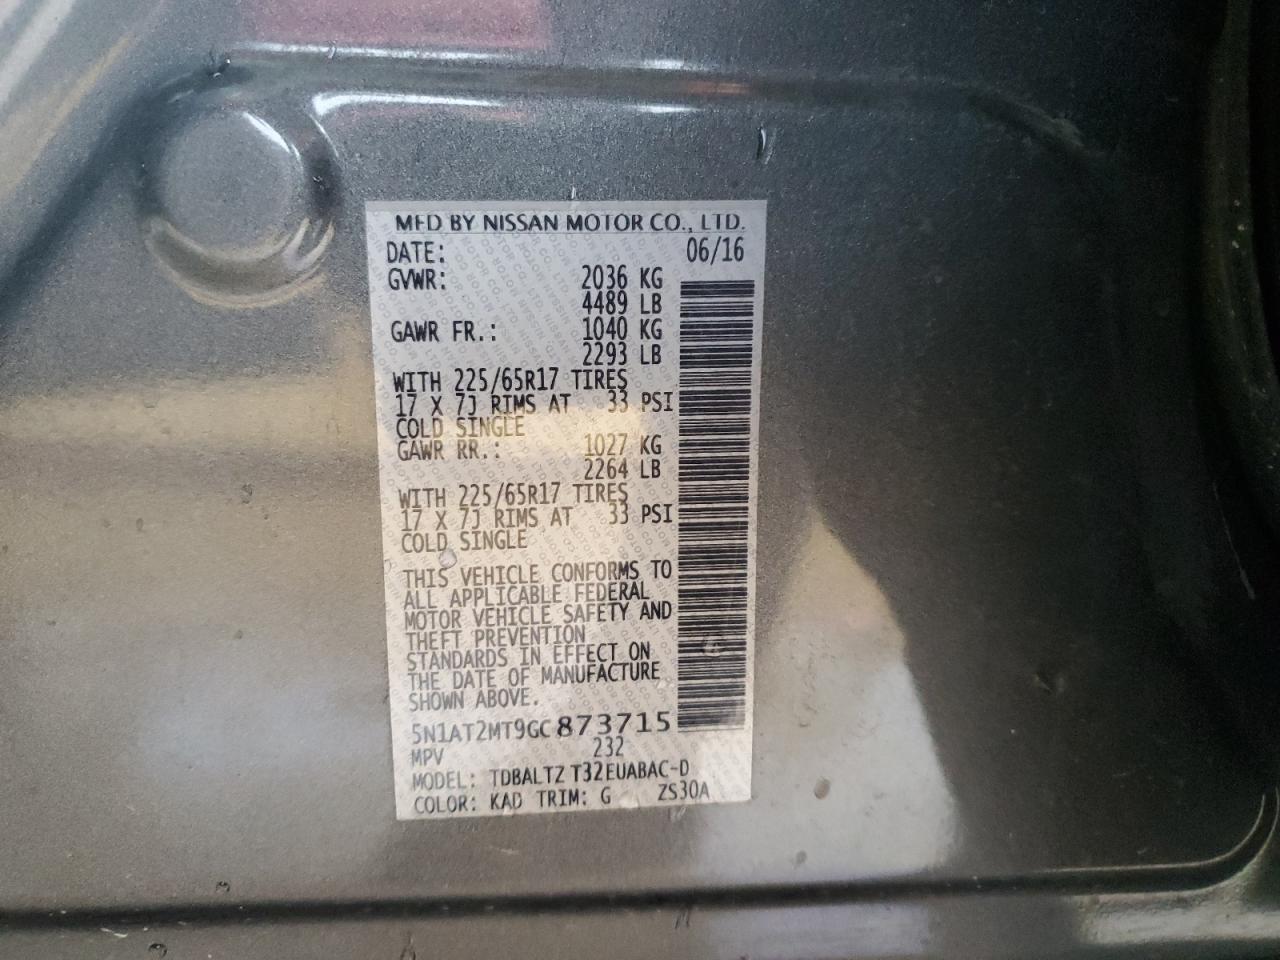 MFD BY NISSAN MOTOR CO., LTD.
DATE: 06/16
GVWR: 2036 KG
4489 LB
GAWR FR.: 1040 KG
2293 LB
WITH 225/65R17 TIRES
17 X 7J RIMS AT 33 PSI
COLD SINGLE
GAWR RR.: 1027 KG
2264 LB
WITH 225/65R17 TIRES
17 X 7J RIMS AT 33 PSI
COLD SINGLE
THIS VEHICLE CONFORMS TO
ALL APPLICABLE FEDERAL
MOTOR VEHICLE SAFETY AND
THEFT PREVENTION
STANDARDS IN EFFECT ON
THE DATE OF MANUFACTURE
SHOWN ABOVE.
5N1AT2MT9GC873715
MPV 232
MODEL: TDBALTZ T32EUABAC-D
COLOR: KAD TRIM: G ZS30A